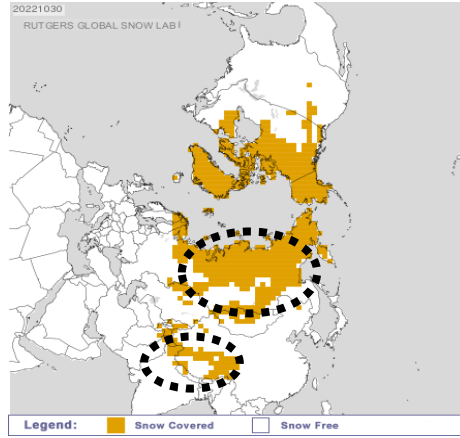 20221030
RUTGERS GLOBAL SNOW LAB
Legend: Snow Covered Snow Free